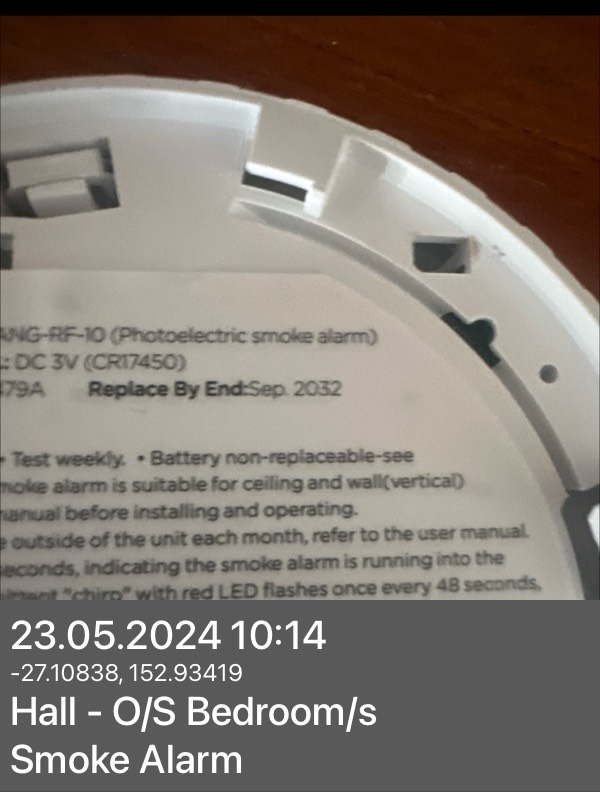 ANG-RF-10 (Photoelectric smoke alarm)
: DC 3V (CR17450)
79A Replace By End:Sep. 2032
• Test weekly. • Battery non-replaceable-see
moke alarm is suitable for ceiling and wall(vertical)
manual before installing and operating.
e outside of the unit each month, refer to the user manual.
econds, indicating the smoke alarm is running into the
"chirp" with red LED flashes once every 48 seconds,
23.05.2024 10:14
-27.10838, 152.93419
Hall - O/S Bedroom/s
Smoke Alarm